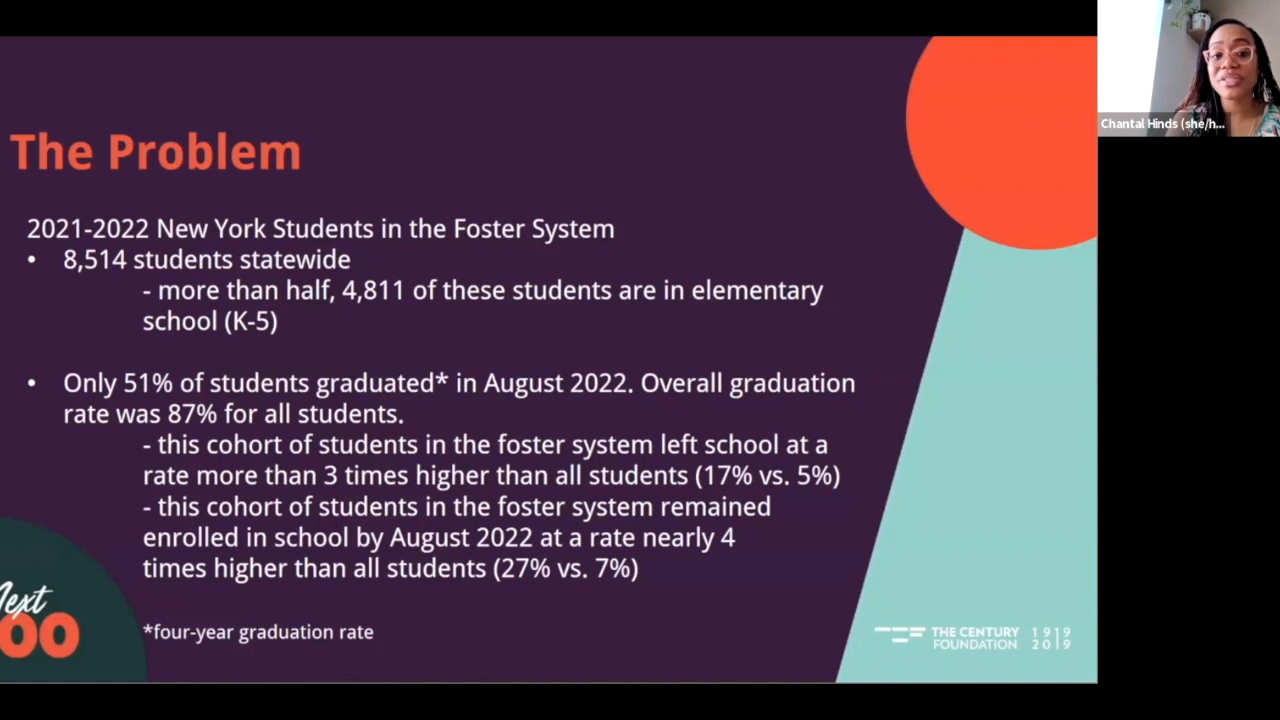 The Problem
2021-2022 New York Students in the Foster System
• 8,514 students statewide
- more than half, 4,811 of these students are in elementary
school (K-5)
• Only 51% of students graduated* in August 2022. Overall graduation
rate was 87% for all students.
- this cohort of students in the foster system left school at a
rate more than 3 times higher than all students (17% vs. 5%)
- this cohort of students in the foster system remained
enrolled in school by August 2022 at a rate nearly 4
times higher than all students (27% vs. 7%)
*four-year graduation rate
THE CENTURY
FOUNDATION
1919
2019
Chantal Hinds (she/h...